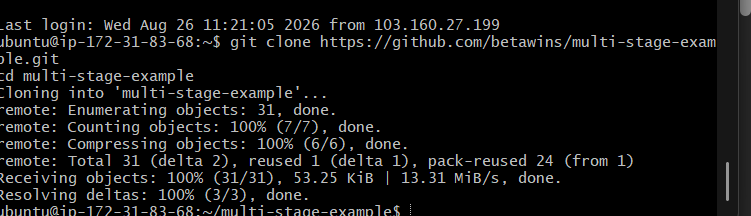 Last login: Wed Aug 26 11:21:05 2026 from 103.160.27.199
ubuntu@ip-172-31-83-68:~$ git clone https://github.com/betawins/multi-stage-exam
ple.git
cd multi-stage-example
Cloning into 'multi-stage-example'...
remote: Enumerating objects: 31, done.
remote: Counting objects: 100% (7/7), done.
remote: Compressing objects: 100% (6/6), done.
remote: Total 31 (delta 2), reused 1 (delta 1), pack-reused 24 (from 1)
Receiving objects: 100% (31/31), 53.25 KiB | 13.31 MiB/s, done.
Resolving deltas: 100% (3/3), done.
ubuntu@ip-172-31-83-68:~/multi-stage-example$